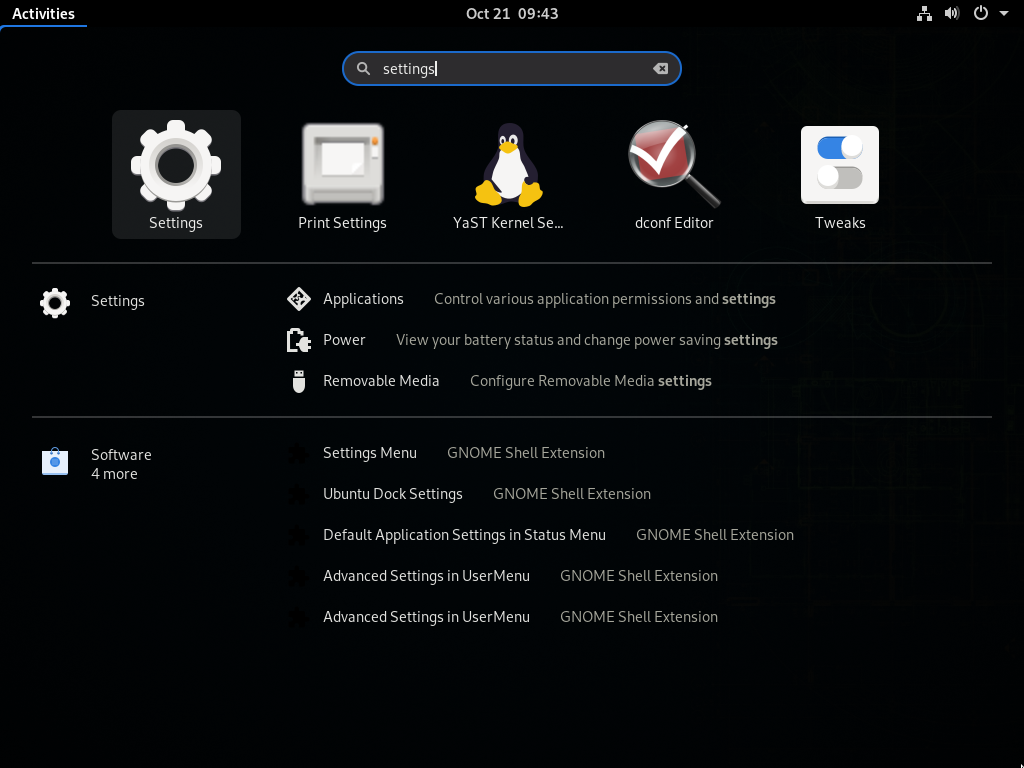 Activities
Oct 21 09:43
settings
Settings
Print Settings
YaST Kernel Se...
dconf Editor
Tweaks
Settings
Applications Control various application permissions and settings
Power View your battery status and change power saving settings
Removable Media Configure Removable Media settings
Software
4 more
Settings Menu GNOME Shell Extension
Ubuntu Dock Settings GNOME Shell Extension
Default Application Settings in Status Menu GNOME Shell Extension
Advanced Settings in UserMenu GNOME Shell Extension
Advanced Settings in UserMenu GNOME Shell Extension